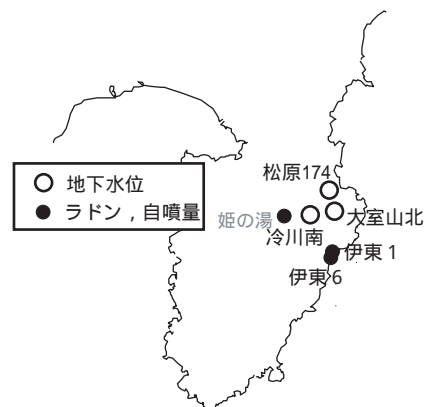 松原174
地下水位
ラドン , 自噴量
姫の湯
大室山北
冷川南
伊東 1
伊東 6